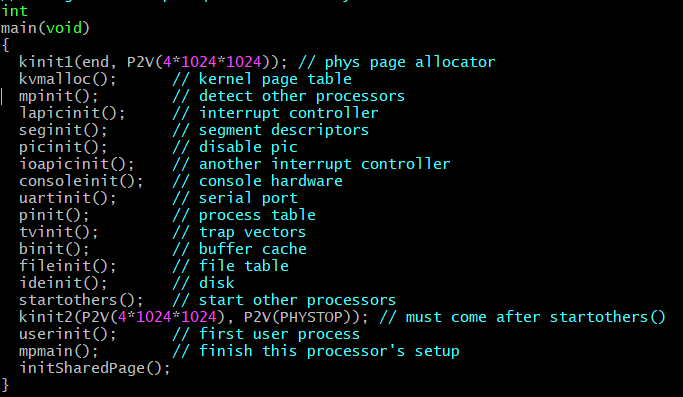 int
main(void)
{
  kinit1(end, P2V(4*1024*1024)); // phys page allocator
  kvmalloc();      // kernel page table
  mpinit();        // detect other processors
  lapicinit();     // interrupt controller
  seginit();       // segment descriptors
  picinit();       // disable pic
  ioapicinit();    // another interrupt controller
  consoleinit();   // console hardware
  uartinit();      // serial port
  pinit();         // process table
  tvinit();        // trap vectors
  binit();         // buffer cache
  fileinit();      // file table
  ideinit();       // disk
  startothers();   // start other processors
  kinit2(P2V(4*1024*1024), P2V(PHYSTOP)); // must come after startothers()
  userinit();      // first user process
  mpmain();        // finish this processor's setup
  initSharedPage();
}